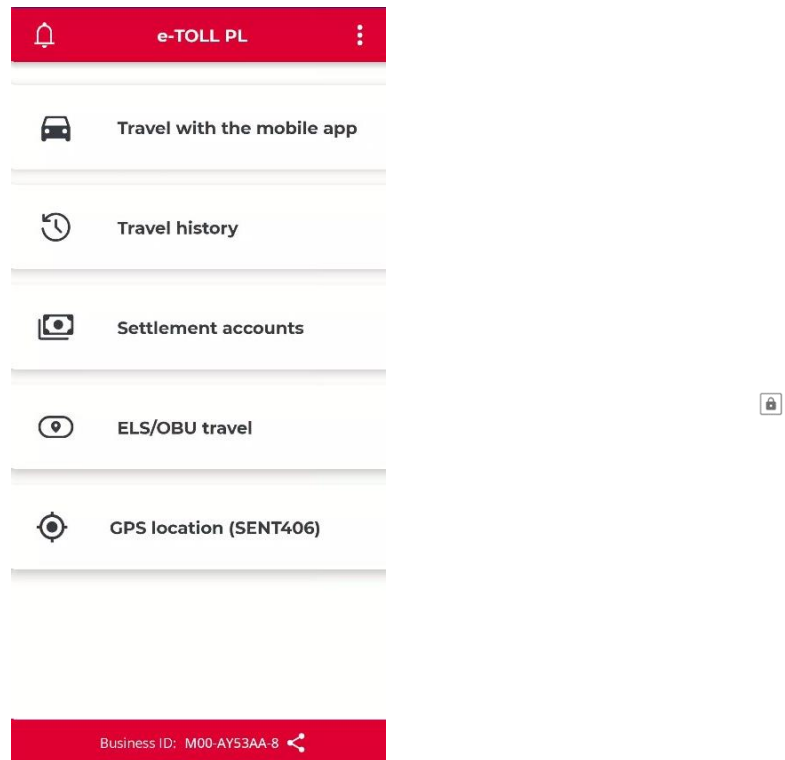 e-TOLL PL
Travel with the mobile app
Travel history
Settlement accounts
ELS/OBU travel
GPS location (SENT406)
Business ID: M00-AY53AA-8